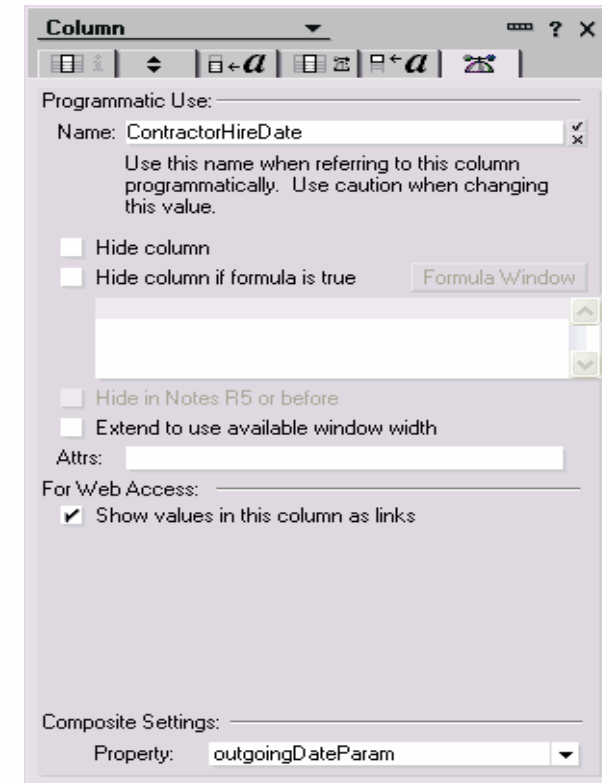 Column
? X
a a
Programmatic Use:
Name: ContractorHireDate
Use this name when referring to this column
programmatically. Use caution when changing
this value.
Hide column
Hide column if formula is true Formula Window
Hide in Notes R5 or before
Extend to use available window width
Attrs:
For Web Access:
Show values in this column as links
Composite Settings:
Property: outgoingDateParam